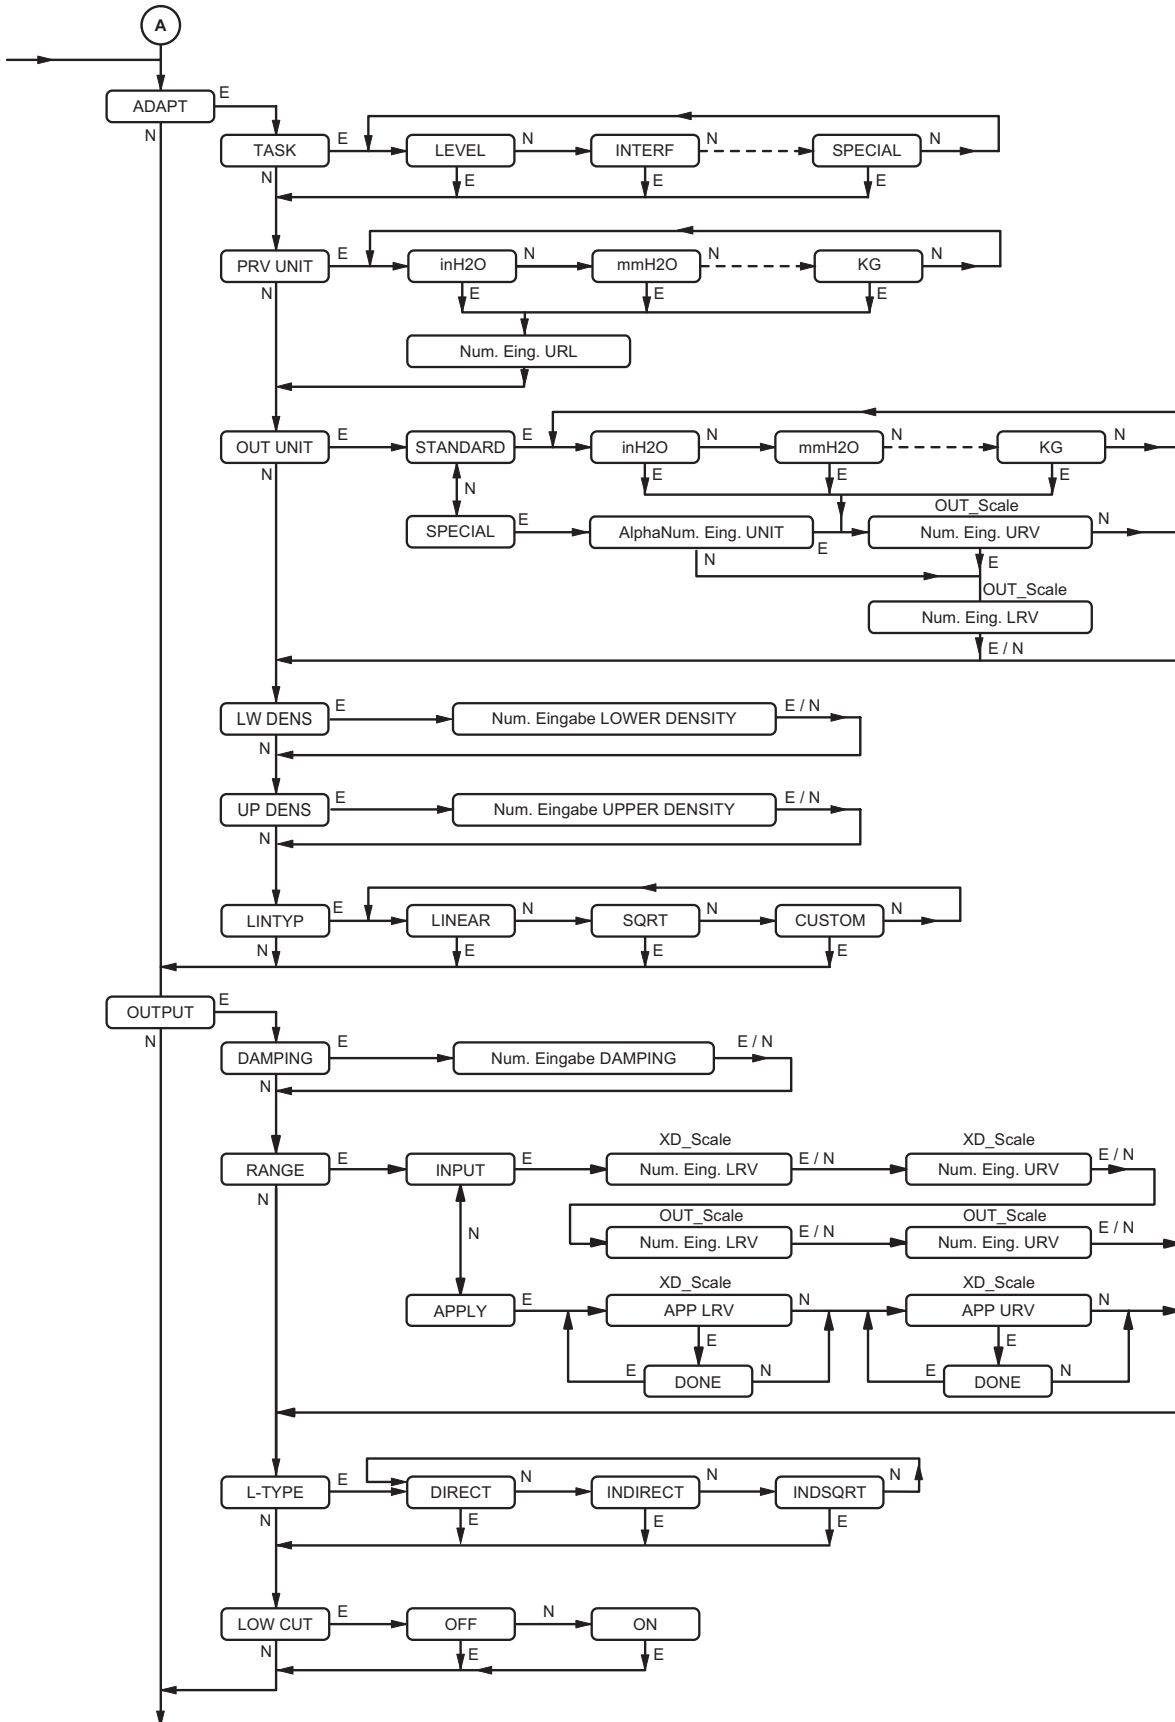 A
ADAPT E
N
TASK E LEVEL N INTERF N SPECIAL N
N E E E
PRV UNIT E inH2O N mmH2O N KG N
N E E E
Num. Eing. URL
OUT UNIT E STANDARD E inH2O N mmH2O N KG N
N N E E E
OUT_Scale
SPECIAL E AlphaNum. Eing. UNIT E Num. Eing. URV N
N E
OUT_Scale
Num. Eing. LRV
E / N
LW DENS E Num. Eingabe LOWER DENSITY E / N
N
UP DENS E Num. Eingabe UPPER DENSITY E / N
N
LINTYP E LINEAR N SQRT N CUSTOM N
N E E E
OUTPUT E
N
DAMPING E Num. Eingabe DAMPING E / N
N
XD_Scale XD_Scale
RANGE E INPUT E Num. Eing. LRV E / N Num. Eing. URV E / N
N N
OUT_Scale OUT_Scale
Num. Eing. LRV E / N Num. Eing. URV E / N
XD_Scale XD_Scale
APPLY E APP LRV N APP URV N
E E
E DONE N E DONE N
L-TYPE E DIRECT N INDIRECT N INDSQRT N
N E E E
LOW CUT E OFF N ON
N E E